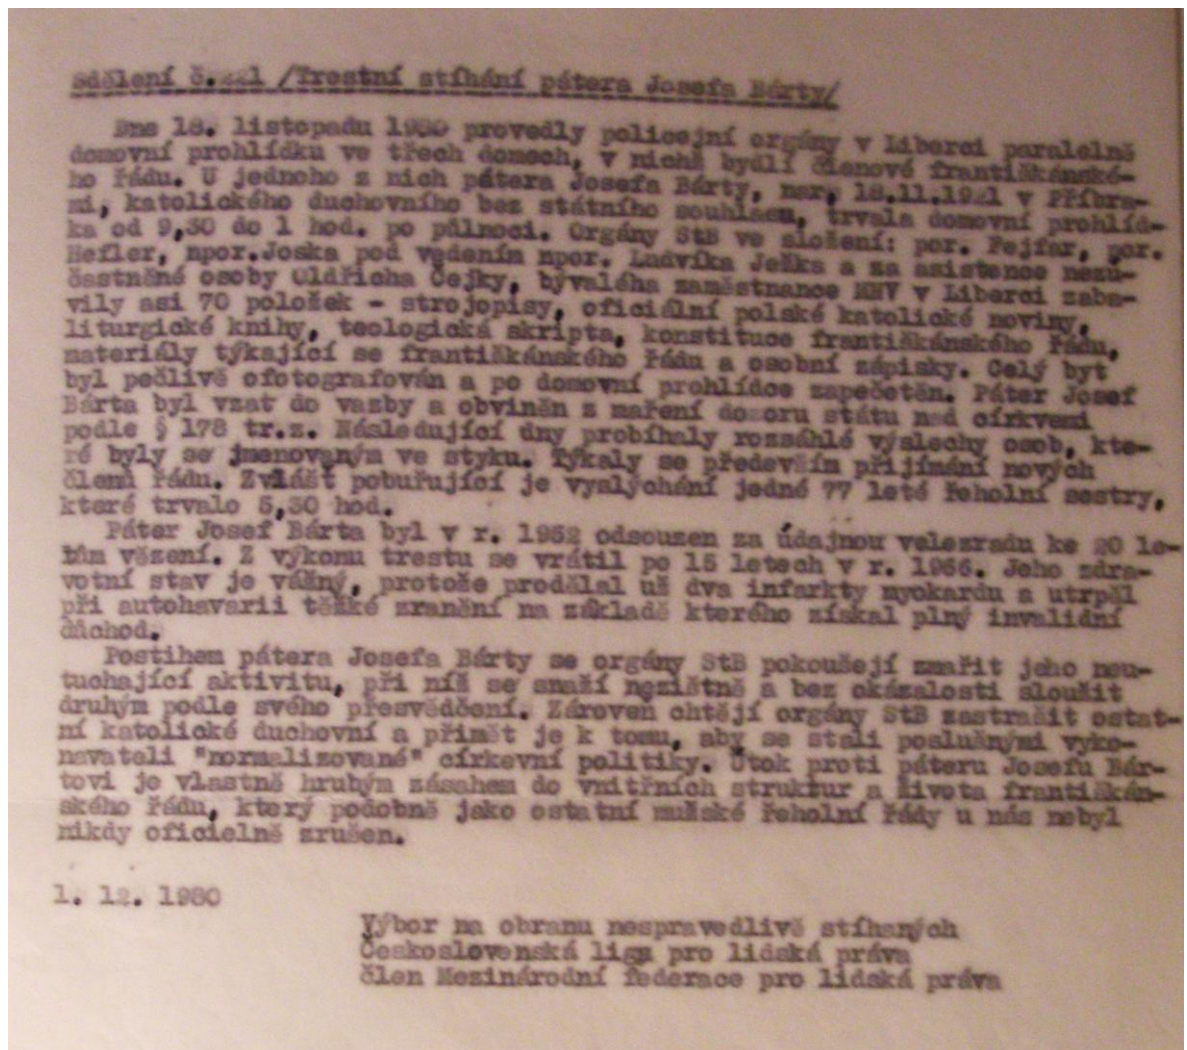 Sdělení č.221 /Trestní stíhání pátera Josefa Bárty/
Dne 18. listopadu 1980 provedly policejní orgány v Liberci paralelně
domovní prohlídku ve třech domech, v nichž bydlí členové františkánské-
ho řádu. U jednoho z nich pátera Josefa Bárty, nar, 18.11.1921 v Příbra-
mi, katolického duchovního bez státního souhlasu, trvala domovní prohlíd-
ka od 9,30 do 1 hod. po půlnoci. Orgány StB ve složení: por. Pejfar, por.
Hefler, npor.Joska pod vedením npor. Ludvíka Ježka a za asistence nezú-
častněné osoby Oldřicha Čejky, bývalého zaměstnance MNV v Liberci zaba-
vily asi 70 položek - strojopisy, oficiální polské katolické noviny,
liturgické knihy, teologická skripta, konstituce františkánského řádu,
materiály týkající se františkánského řádu a osobní zápisky. Celý byt
byl pečlivě ofotografován a po domovní prohlídce zapečetěn. Páter Josef
Bárta byl vzat do vazby a obviněn z maření dozoru státu nad církvemi
podle § 178 tr.z. Následující dny probíhaly rozsáhlé výslechy osob, kte-
ré byly se jmenovaným ve styku. Týkaly se především přijímání nových
členů řádu. Zvlášt pobuřující je vyslýchání jedné 77 leté řeholní sestry,
které trvalo 5,30 hod.
Páter Josef Bárta byl v r. 1952 odsouzen za údajnou velezradu ke 20 le-
tům vězení. Z výkonu trestu se vrátil po 15 letech v r. 1966. Jeho zdra-
votní stav je vážný, protože prodělal už dva infarkty myokardu a utrpěl
při autohavarii těžké zranění na základě kterého získal plný invalidní
důchod.
Postihem pátera Josefa Bárty se orgány StB pokoušejí zmařit jeho neu-
tuchající aktivitu, při níž se snaží nezištně a bez okázalosti sloužit
druhým podle svého přesvědčení. Zároveň chtějí orgány StB zastrašit ostat-
ní katolické duchovní a přimět je k tomu, aby se stali poslušnými vyko-
navateli "normalizované" církevní politiky. Útok proti páteru Josefu Bár-
tovi je vlastně hrubým zásahem do vnitřních struktur a života františkán-
ského řádu, který podobně jako ostatní mužské řeholní řády u nás nebyl
nikdy oficielně zrušen.
1. 12. 1980
Výbor na obranu nespravedlivě stíhaných
Československá liga pro lidská práva
člen Mezinárodní federace pro lidská práva